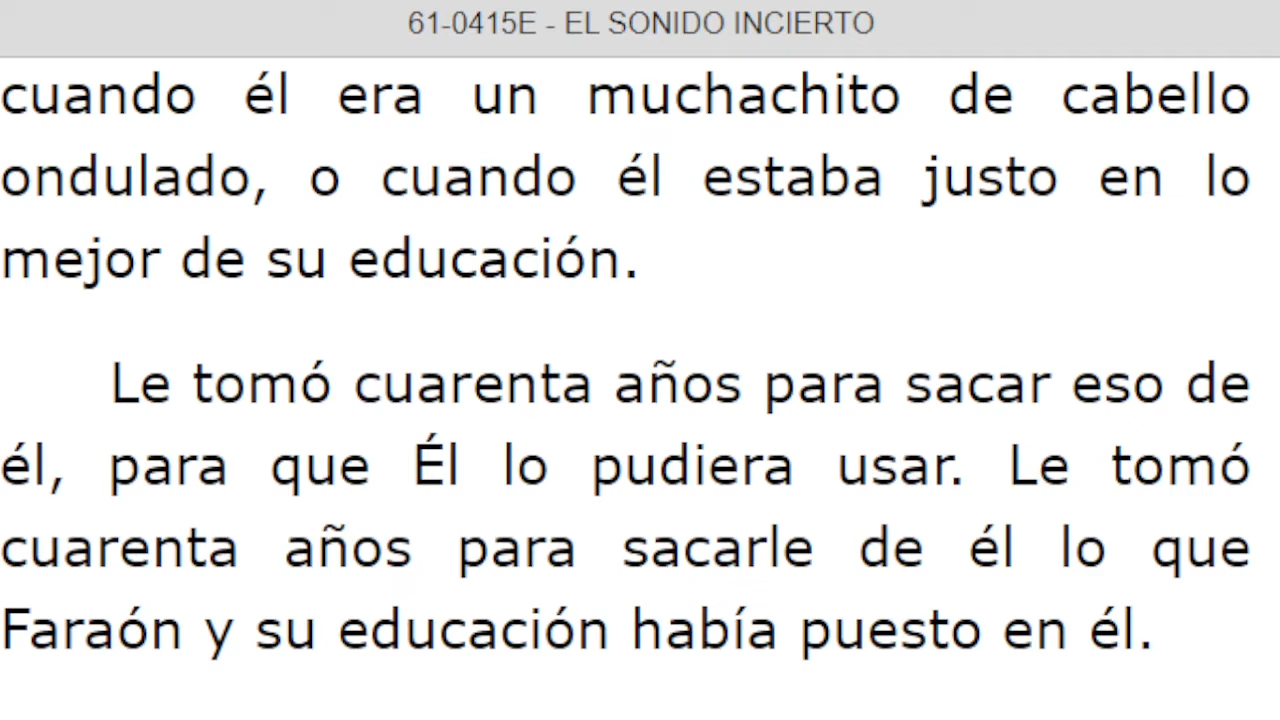 61-0415E - EL SONIDO INCIERTO
cuando él era un muchachito de cabello
ondulado, o cuando él estaba justo en lo
mejor de su educación.
Le tomó cuarenta años para sacar eso de
él, para que Él lo pudiera usar. Le tomó
cuarenta años para sacarle de él lo que
Faraón y su educación había puesto en él.